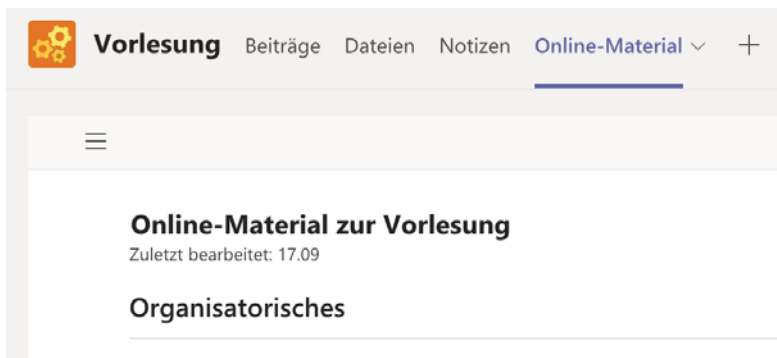 Vorlesung Beiträge Dateien Notizen Online-Material
Online-Material zur Vorlesung
Zuletzt bearbeitet: 17.09
Organisatorisches